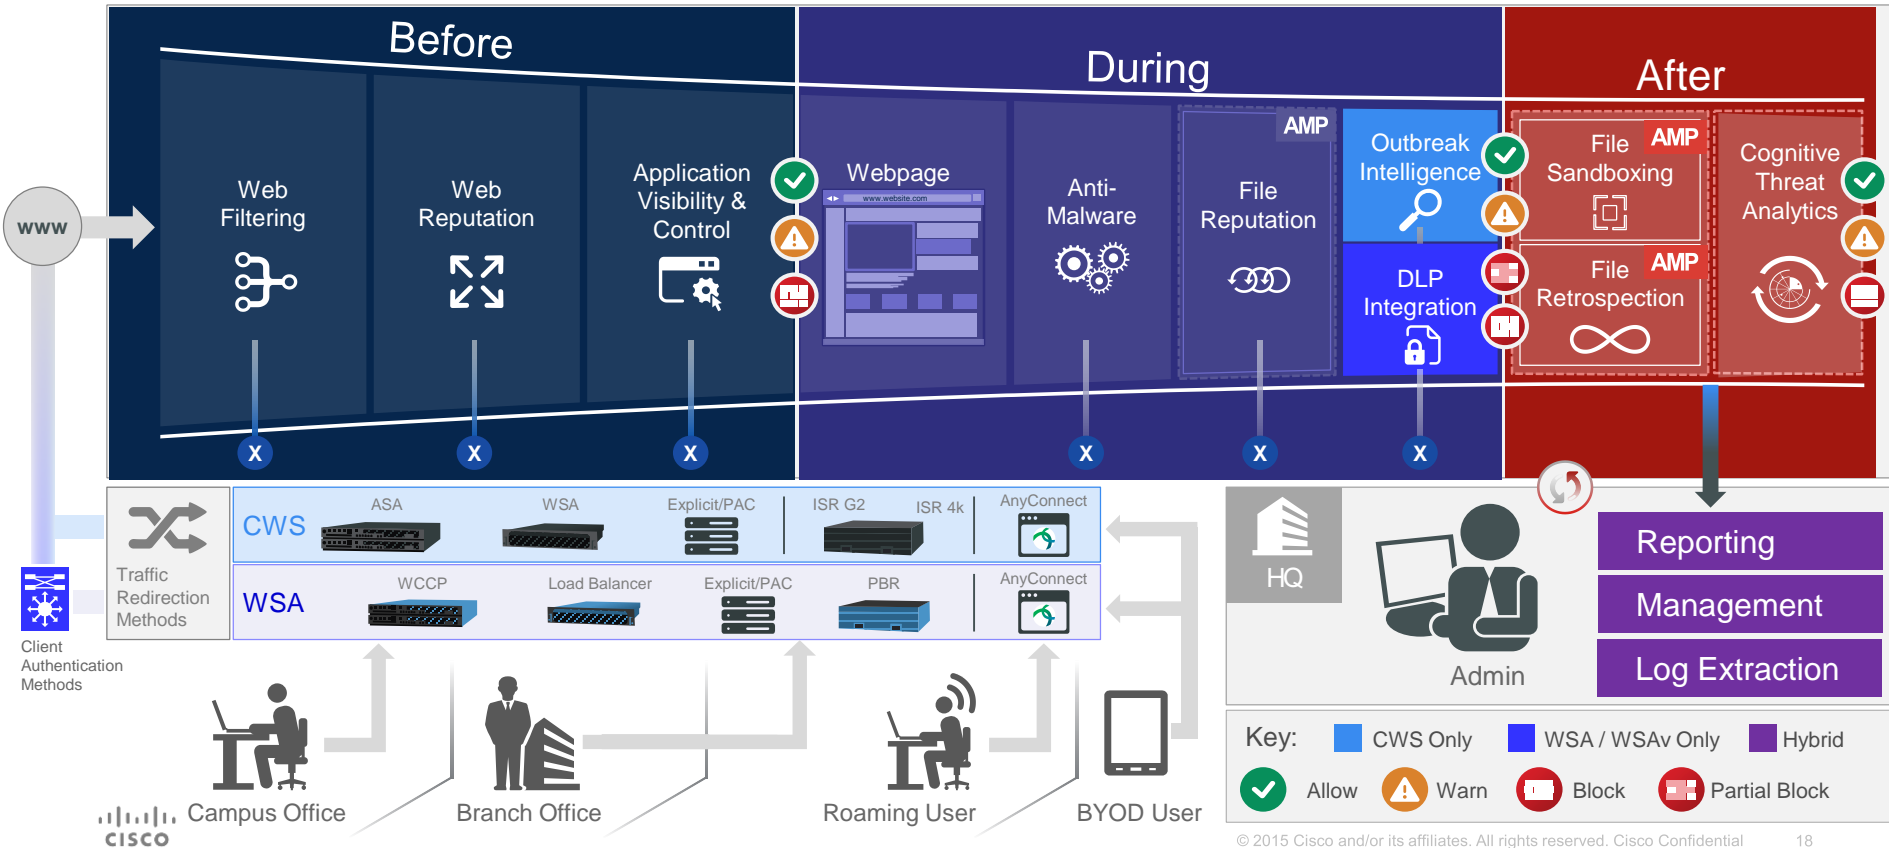 Before
During
After
www
Web
Filtering
Web
Reputation
Application
Visibility &
Control
Webpage
www.website.com
Anti-
Malware
AMP
File
Reputation
Outbreak
Intelligence
DLP
Integration
File
Sandboxing
AMP
File
Retrospection
AMP
Cognitive
Threat
Analytics
X
X
X
X
X
X
Traffic
Redirection
Methods
CWS
ASA
WSA
Explicit/PAC
ISR G2
ISR 4k
AnyConnect
WSA
WCCP
Load Balancer
Explicit/PAC
PBR
AnyConnect
Client
Authentication
Methods
HQ
Admin
Reporting
Management
Log Extraction
Campus Office
Branch Office
Roaming User
BYOD User
Key:
CWS Only
WSA / WSAv Only
Hybrid
Allow
Warn
Block
Partial Block
CISCO
© 2015 Cisco and/or its affiliates. All rights reserved. Cisco Confidential
18